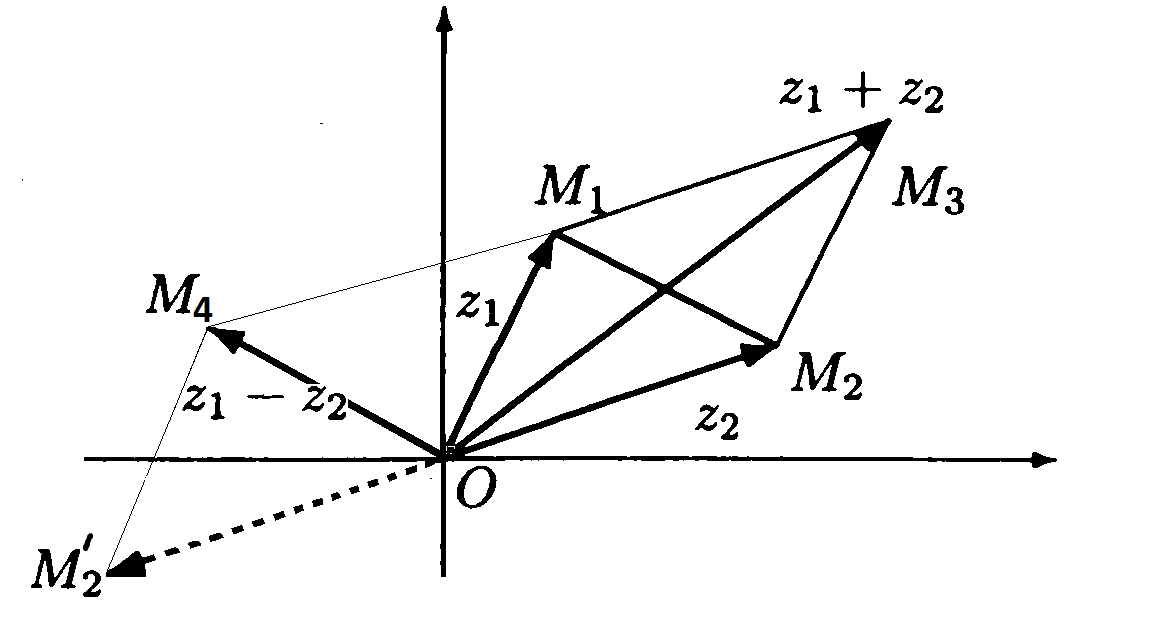 z₁ + z₂
M₁
M₃
M₄
z₁
z₁ − z₂
M₂
z₂
O
M₂′